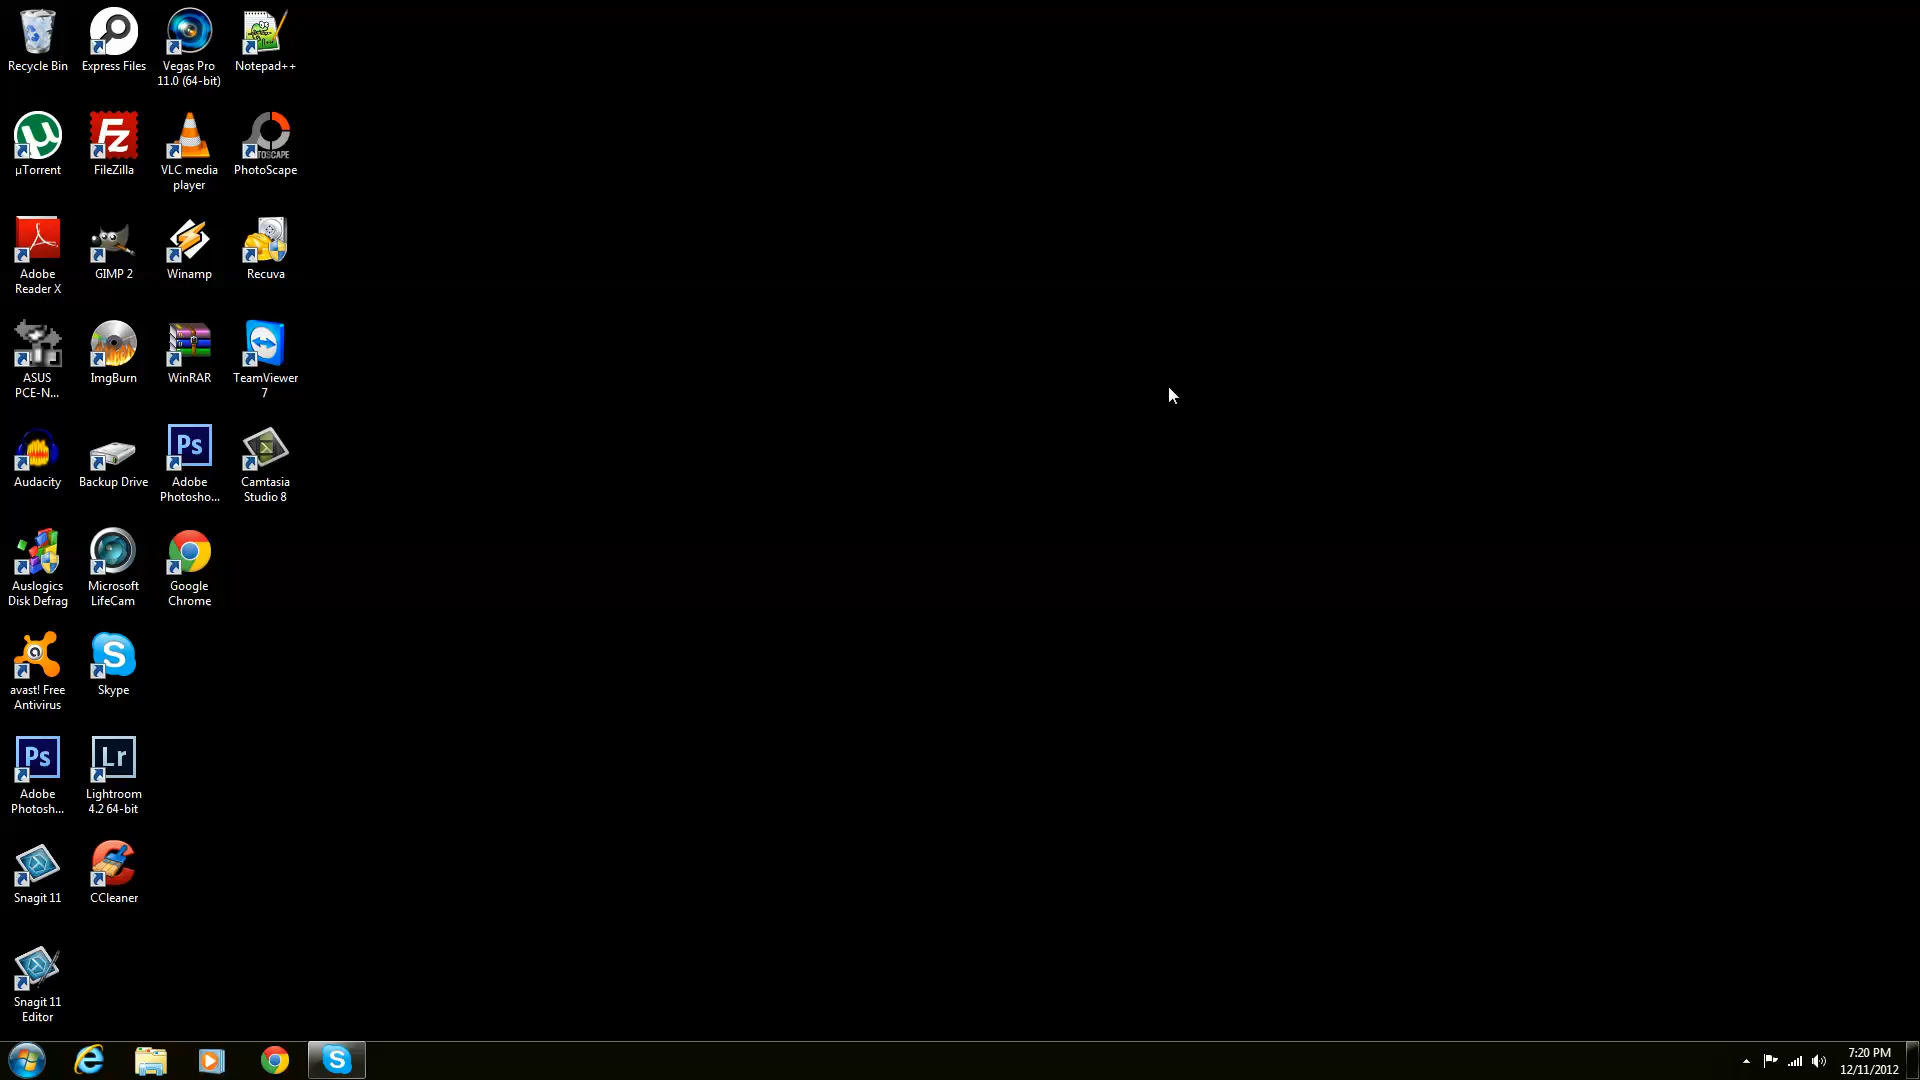 Recycle Bin
Express Files
Vegas Pro
11.0 (64-bit)
Notepad++
µTorrent
FileZilla
VLC media
player
PhotoScape
Adobe
Reader X
GIMP 2
Winamp
Recuva
ASUS
PCE-N...
ImgBurn
WinRAR
TeamViewer
7
Audacity
Backup Drive
Ps
Adobe
Photosho...
Camtasia
Studio 8
Auslogics
Disk Defrag
Microsoft
LifeCam
Google
Chrome
avast! Free
Antivirus
Skype
Ps
Adobe
Photosh...
Lr
Lightroom
4.2 64-bit
Snagit 11
CCleaner
Snagit 11
Editor
7:20 PM
12/11/2012